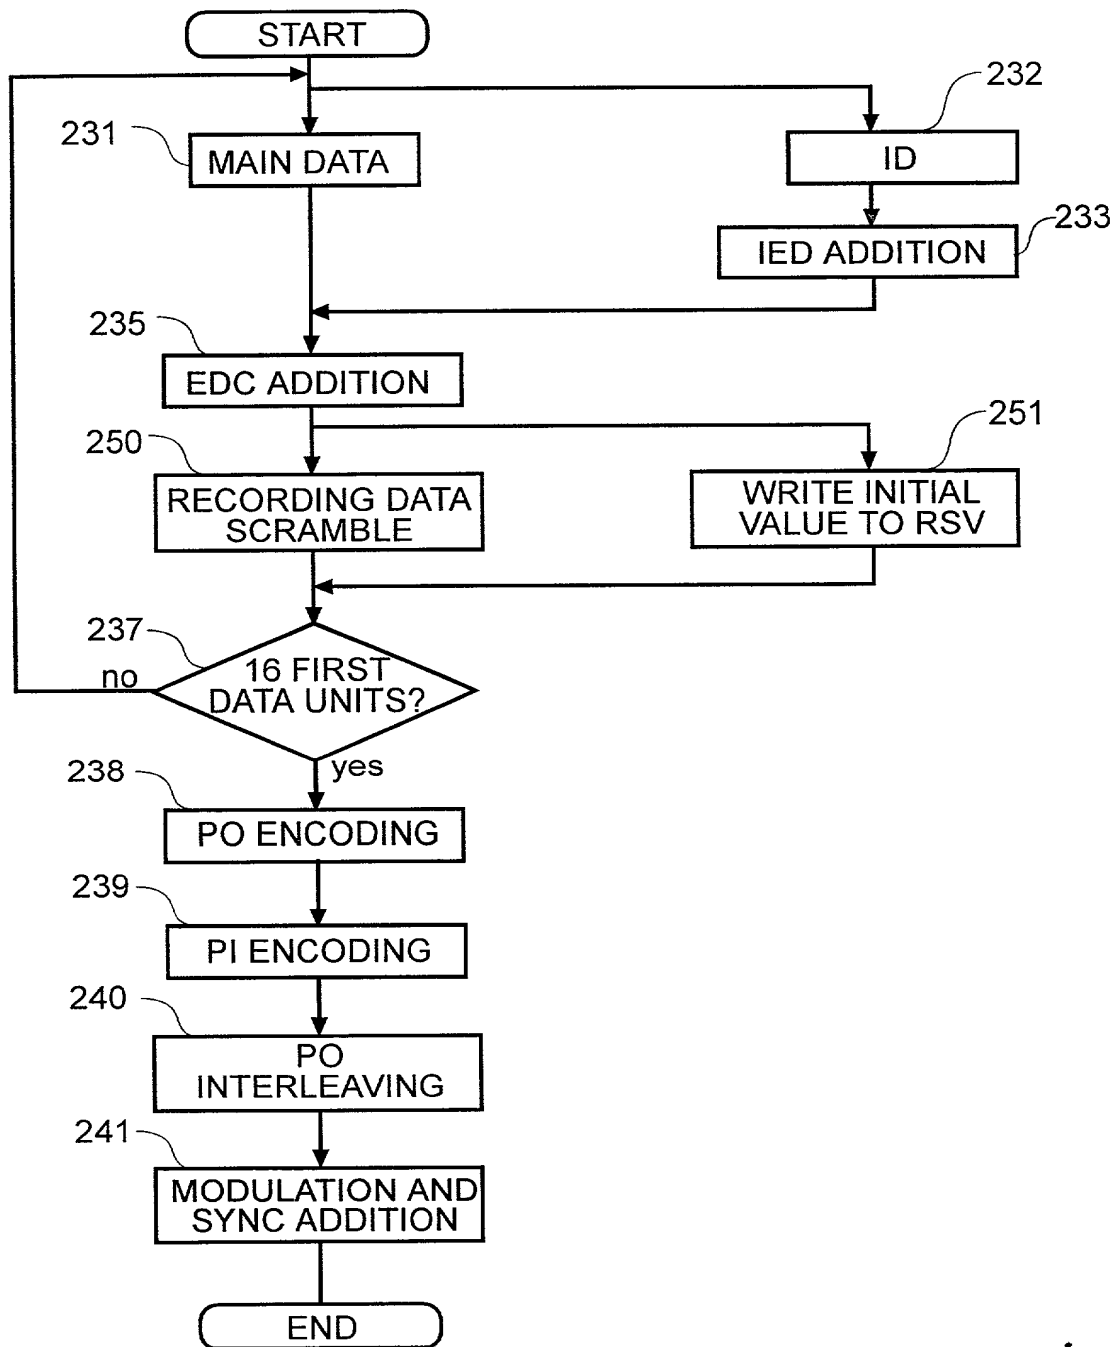 START
232
231
MAIN DATA
ID
233
IED ADDITION
235
EDC ADDITION
251
250
RECORDING DATA
SCRAMBLE
WRITE INITIAL
VALUE TO RSV
237
no
16 FIRST
DATA UNITS?
yes
238
PO ENCODING
239
PI ENCODING
240
PO
INTERLEAVING
241
MODULATION AND
SYNC ADDITION
END